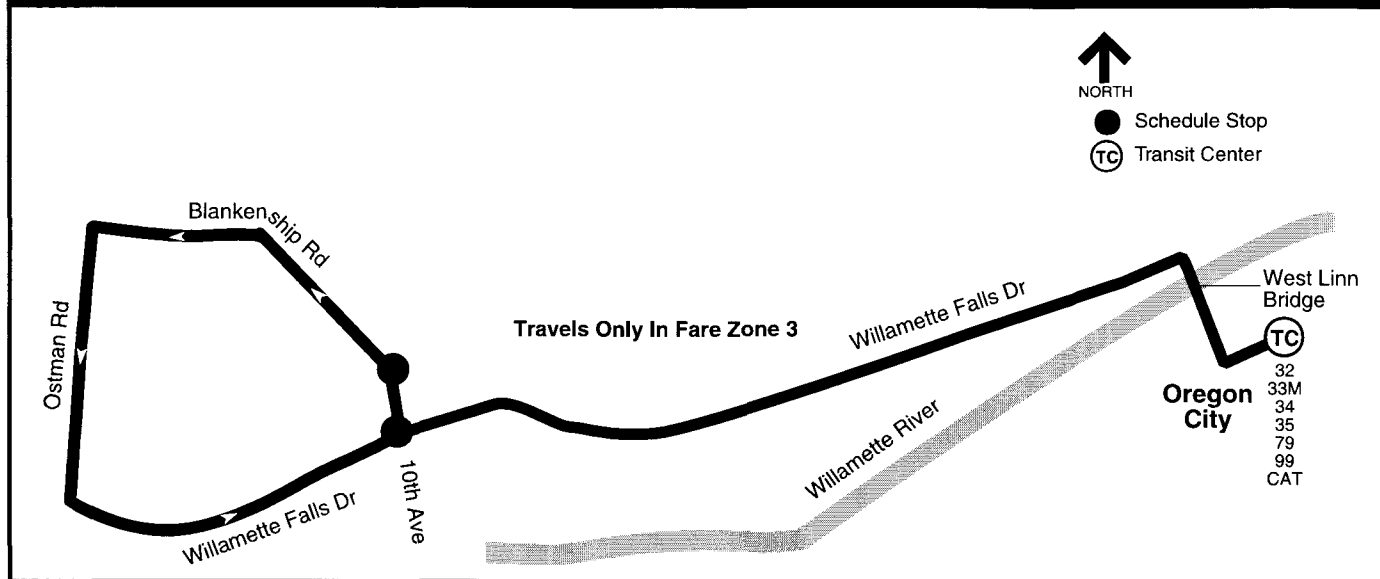 NORTH
Schedule Stop
TC Transit Center
Blankenship Rd
West Linn
Bridge
Willamette Falls Dr
Travels Only In Fare Zone 3
Ostman Rd
TC
32
33M
34
35
79
99
CAT
Oregon
City
Willamette River
10th Ave
Willamette Falls Dr